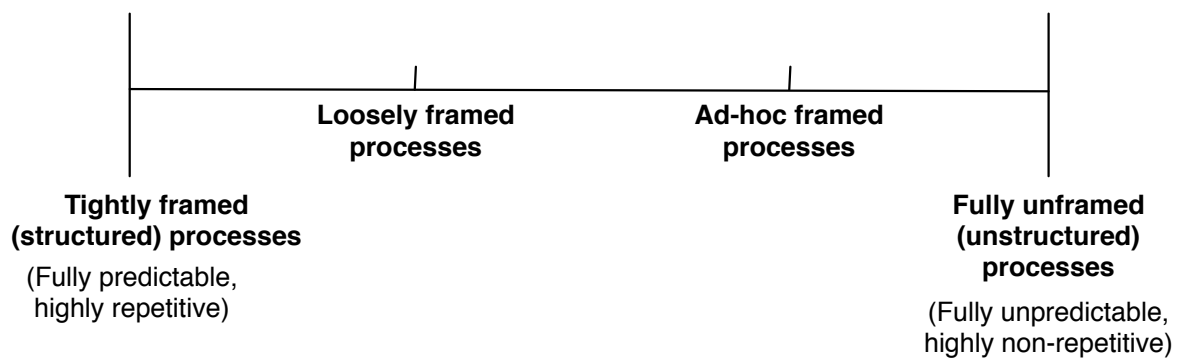 Loosely framed
processes
Ad-hoc framed
processes
Tightly framed
(structured) processes
(Fully predictable,
highly repetitive)
Fully unframed
(unstructured)
processes
(Fully unpredictable,
highly non-repetitive)